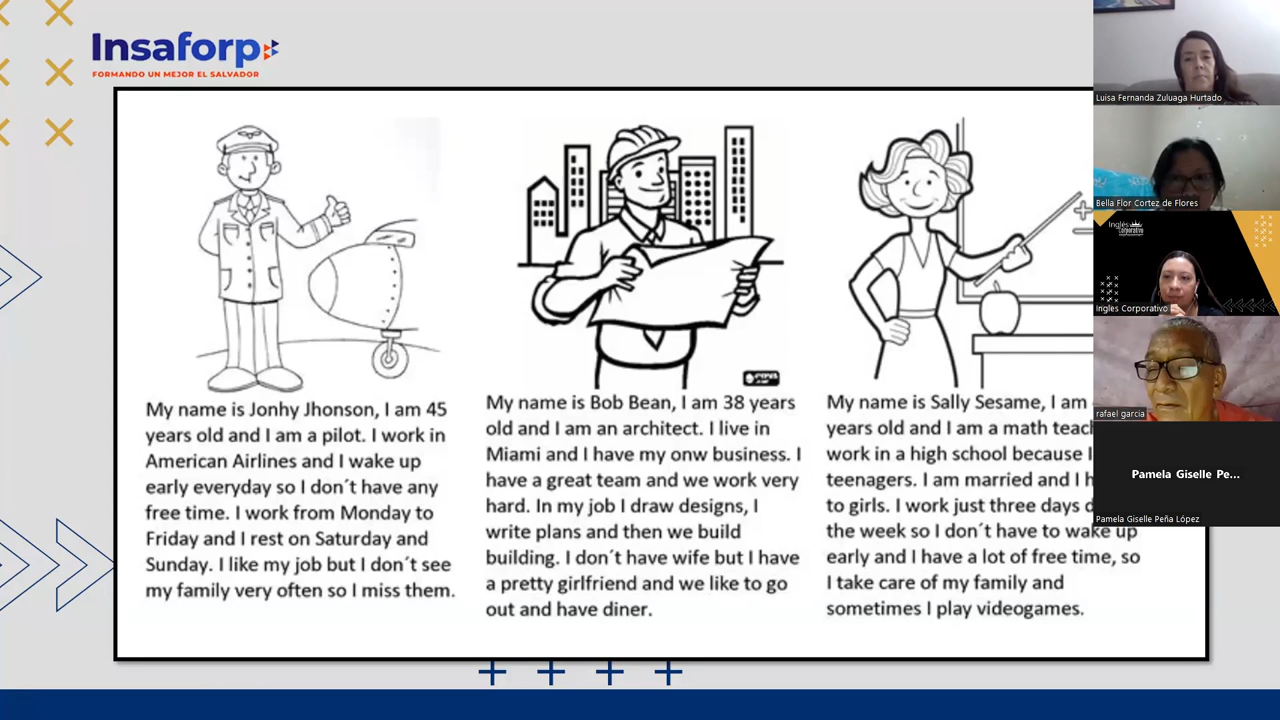 Insaforp
FORMANDO UN MEJOR EL SALVADOR
My name is Jonhy Jhonson, I am 45
years old and I am a pilot. I work in
American Airlines and I wake up
early everyday so I don´t have any
free time. I work from Monday to
Friday and I rest on Saturday and
Sunday. I like my job but I don´t see
my family very often so I miss them.
My name is Bob Bean, I am 38 years
old and I am an architect. I live in
Miami and I have my onw business. I
have a great team and we work very
hard. In my job I draw designs, I
write plans and then we build
building. I don´t have wife but I have
a pretty girlfriend and we like to go
out and have diner.
My name is Sally Sesame, I am
years old and I am a math teach
work in a high school because I
teenagers. I am married and I h
to girls. I work just three days d
the week so I don´t have to wake up
early and I have a lot of free time, so
I take care of my family and
sometimes I play videogames.
Luisa Fernanda Zuluaga Hurtado
Bella Flor Cortez de Flores
Inglés
Corporativo
Ingles Corporativo
rafael garcia
Pamela Giselle Pe...
Pamela Giselle Peña López